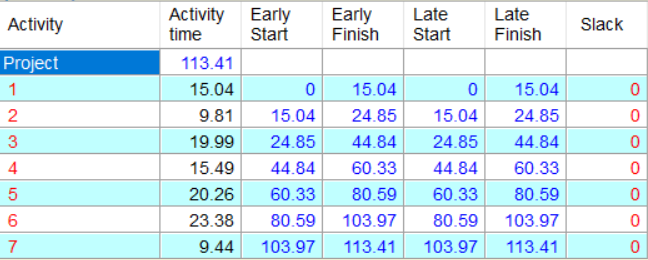 Activity Activity time Early Start Early Finish Late Start Late Finish Slack
Project 113.41
1 15.04 0 15.04 0 15.04 0
2 9.81 15.04 24.85 15.04 24.85 0
3 19.99 24.85 44.84 24.85 44.84 0
4 15.49 44.84 60.33 44.84 60.33 0
5 20.26 60.33 80.59 60.33 80.59 0
6 23.38 80.59 103.97 80.59 103.97 0
7 9.44 103.97 113.41 103.97 113.41 0